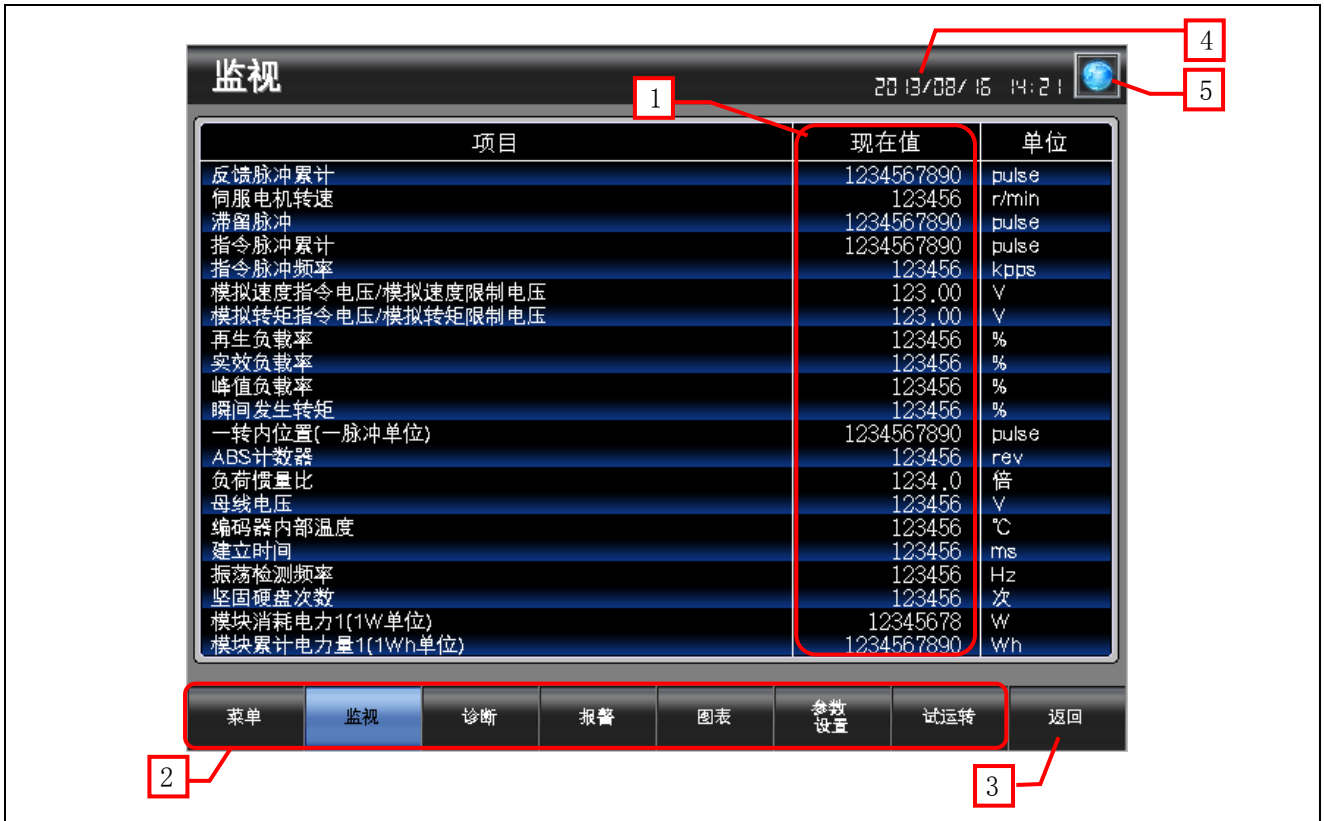 4
监视
2013/08/16 14:21
5
1
项目 现在值 单位
反馈脉冲累计 1234567890 pulse
伺服电机转速 123456 r/min
滞留脉冲 1234567890 pulse
指令脉冲累计 1234567890 pulse
指令脉冲频率 123456 kpps
模拟速度指令电压/模拟速度限制电压 123.00 V
模拟转矩指令电压/模拟转矩限制电压 123.00 V
再生负载率 123456 %
实效负载率 123456 %
峰值负载率 123456 %
瞬间发生转矩 123456 %
一转内位置(一脉冲单位) 1234567890 pulse
ABS计数器 123456 rev
负荷惯量比 1234.0 倍
母线电压 123456 V
编码器内部温度 123456 ℃
建立时间 123456 ms
振荡检测频率 123456 Hz
坚固硬盘次数 123456 次
模块消耗电力1(1W单位) 12345678 W
模块累计电力量1(1Wh单位) 1234567890 Wh
菜单 监视 诊断 报警 图表 参数 试运转 返回
设置
2
3